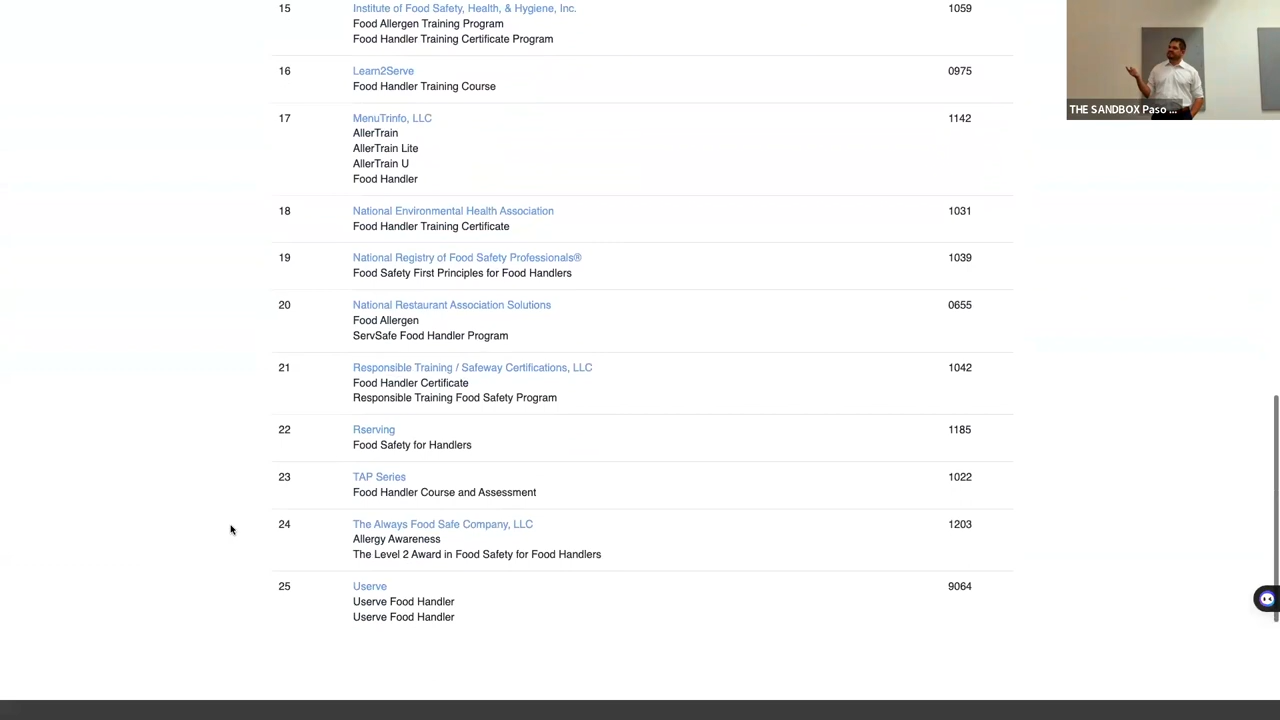 15 Institute of Food Safety, Health, & Hygiene, Inc. 1059
Food Allergen Training Program
Food Handler Training Certificate Program
16 Learn2Serve 0975
Food Handler Training Course
17 MenuTrinfo, LLC 1142
AllerTrain
AllerTrain Lite
AllerTrain U
Food Handler
18 National Environmental Health Association 1031
Food Handler Training Certificate
19 National Registry of Food Safety Professionals® 1039
Food Safety First Principles for Food Handlers
20 National Restaurant Association Solutions 0655
Food Allergen
ServSafe Food Handler Program
21 Responsible Training / Safeway Certifications, LLC 1042
Food Handler Certificate
Responsible Training Food Safety Program
22 Rserving 1185
Food Safety for Handlers
23 TAP Series 1022
Food Handler Course and Assessment
24 The Always Food Safe Company, LLC 1203
Allergy Awareness
The Level 2 Award in Food Safety for Food Handlers
25 Userve 9064
Userve Food Handler
Userve Food Handler
THE SANDBOX Paso ...